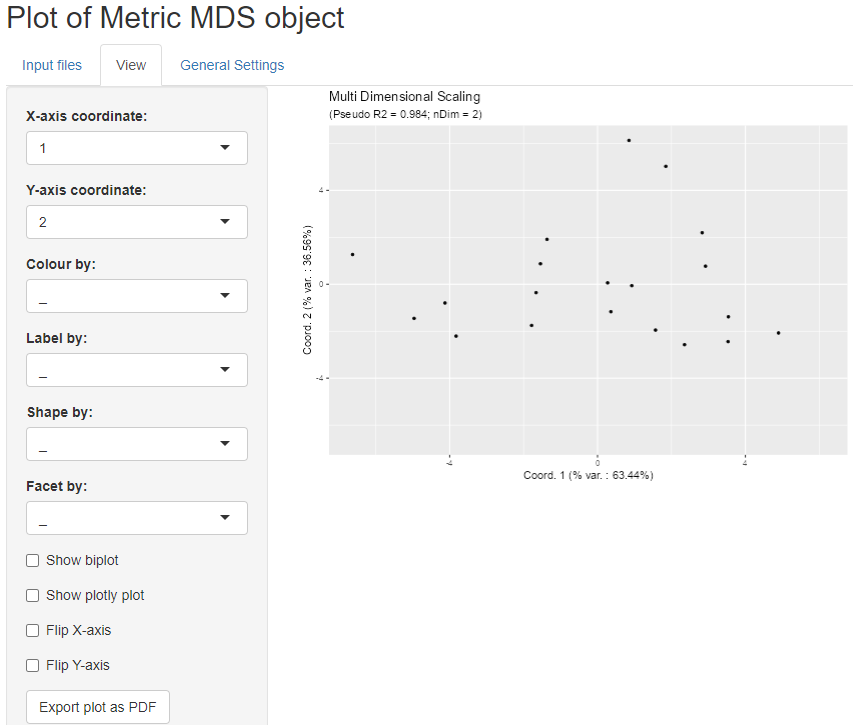 Plot of Metric MDS object
Input files
View
General Settings
X-axis coordinate:
1
Y-axis coordinate:
2
Colour by:
_
Label by:
_
Shape by:
_
Facet by:
_
Show biplot
Show plotly plot
Flip X-axis
Flip Y-axis
Export plot as PDF
Multi Dimensional Scaling
(Pseudo R2 = 0.984; nDim = 2)
Coord. 2 (% var. : 36.56%)
4
0
-4
-4
0
4
Coord. 1 (% var. : 63.44%)